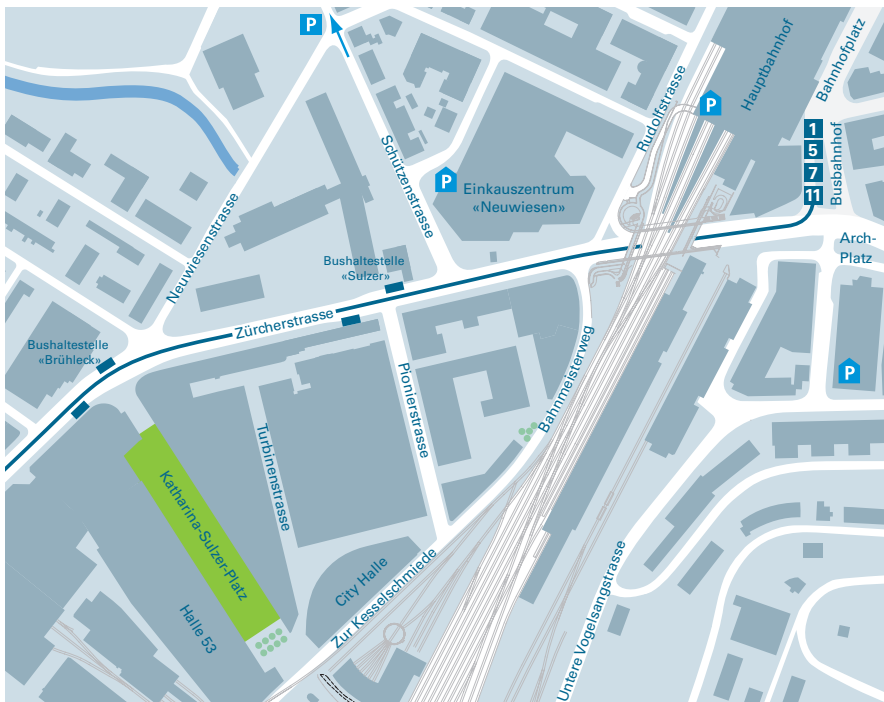 P
Hauptbahnhof
Bahnhofplatz
Rudolfstrasse
P
1
5
7
11
Busbahnhof
Schützenstrasse
P
Einkauszentrum
«Neuwiesen»
Neuwiesenstrasse
Arch-
Platz
Bushaltestelle
«Sulzer»
Zürcherstrasse
Bushaltestelle
«Brühleck»
P
Pionierstrasse
Bahnmeisterweg
Turbinenstrasse
Katharina-Sulzer-Platz
City Halle
Zur Kesselschmiede
Halle 53
Untere Vogelsangstrasse